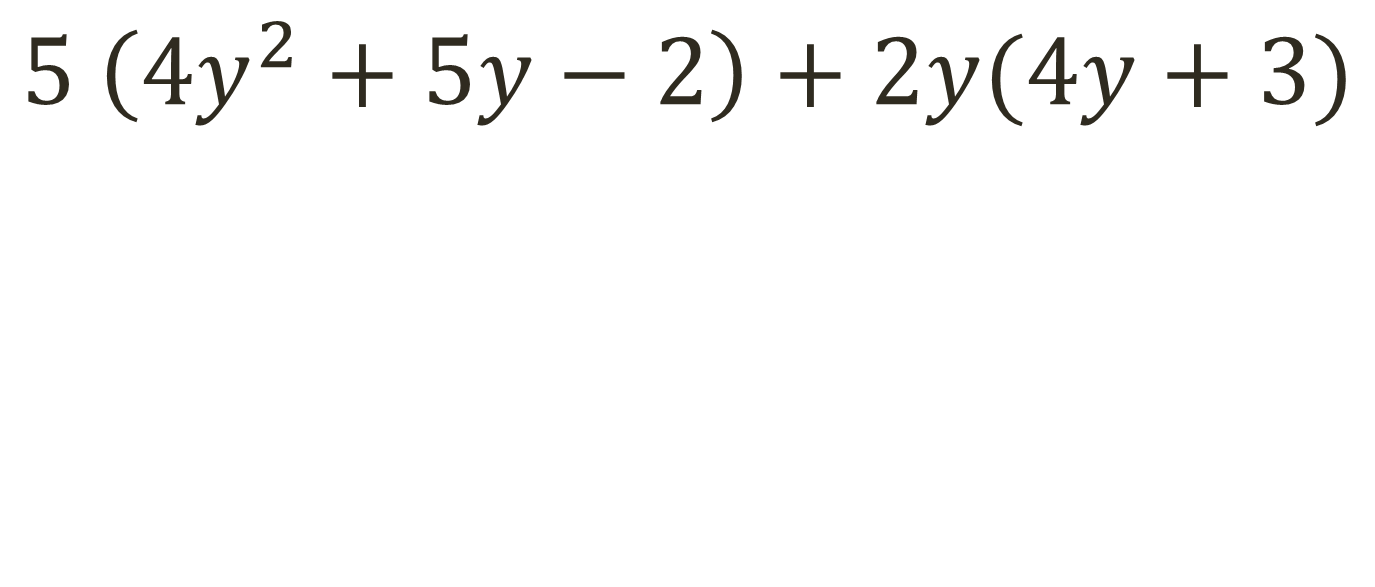 5 (4y² + 5y − 2) + 2y(4y + 3)